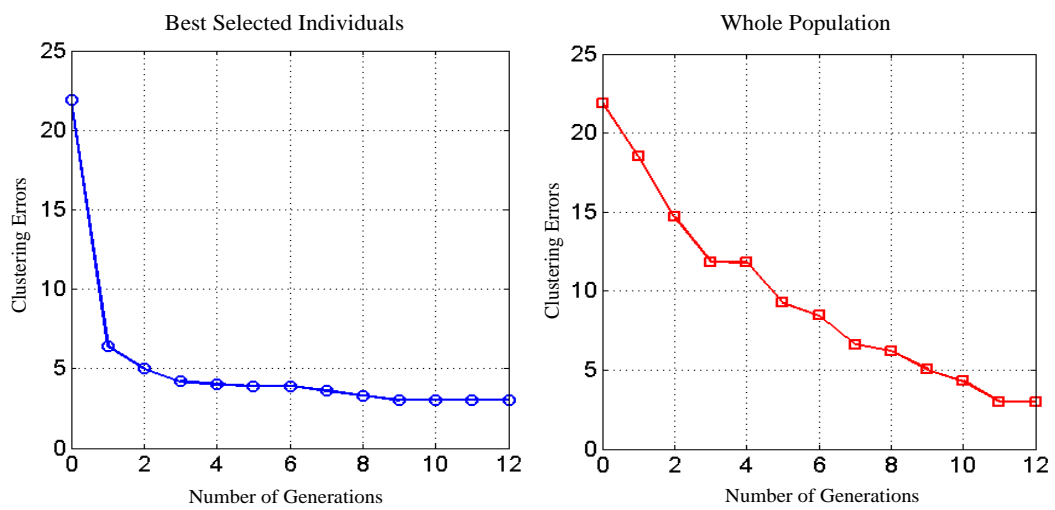 Best Selected Individuals
25
20
15
10
5
0
Clustering Errors
0 2 4 6 8 10 12
Number of Generations
Whole Population
25
20
15
10
5
0
Clustering Errors
0 2 4 6 8 10 12
Number of Generations